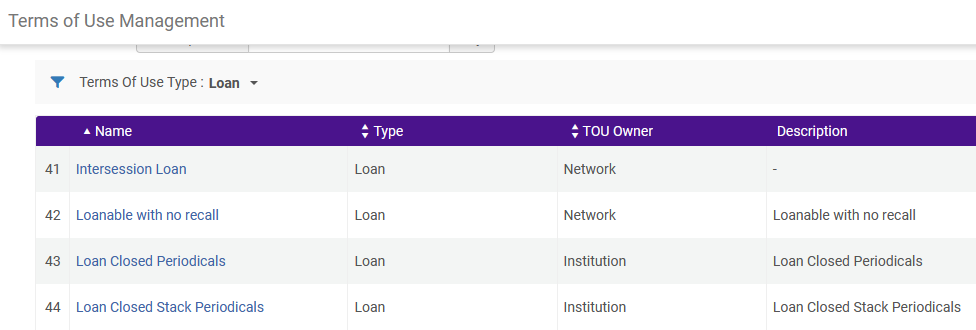 Terms of Use Management
Terms Of Use Type : Loan
Name Type TOU Owner Description
41 Intersession Loan Loan Network -
42 Loanable with no recall Loan Network Loanable with no recall
43 Loan Closed Periodicals Loan Institution Loan Closed Periodicals
44 Loan Closed Stack Periodicals Loan Institution Loan Closed Stack Periodicals